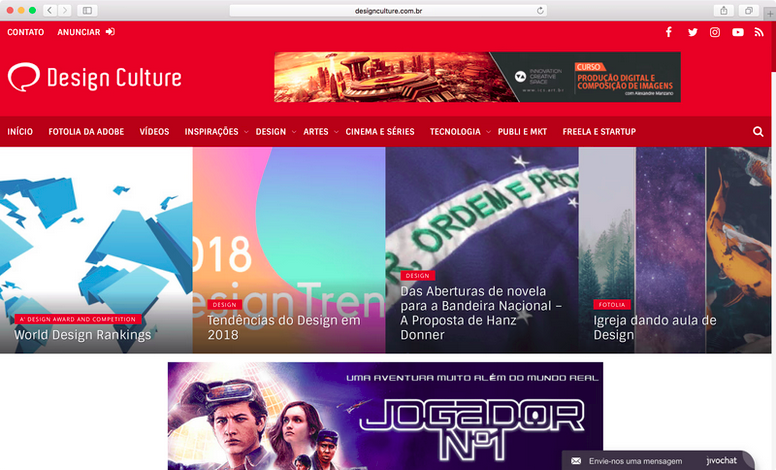 designculture.com.br
CONTATO ANUNCIAR
Design Culture
INNOVATION
CREATIVE
SPACE
www.ics.art.br
CURSO
PRODUÇÃO DIGITAL E
COMPOSIÇÃO DE IMAGENS
com Alexandre Manzano
INÍCIO FOTOLIA DA ADOBE VÍDEOS INSPIRAÇÕES DESIGN ARTES CINEMA E SÉRIES TECNOLOGIA PUBLI E MKT FREELA E STARTUP
A' DESIGN AWARD AND COMPETITION
World Design Rankings
018
esignTren
DESIGN
Tendências do Design em
2018
R, ORDEM E PRO
DESIGN
Das Aberturas de novela
para a Bandeira Nacional –
A Proposta de Hanz
Donner
FOTOLIA
Igreja dando aula de
Design
UMA AVENTURA MUITO ALÉM DO MUNDO REAL
JOGADOR
Nº1
Envie-nos uma mensagem jivochat